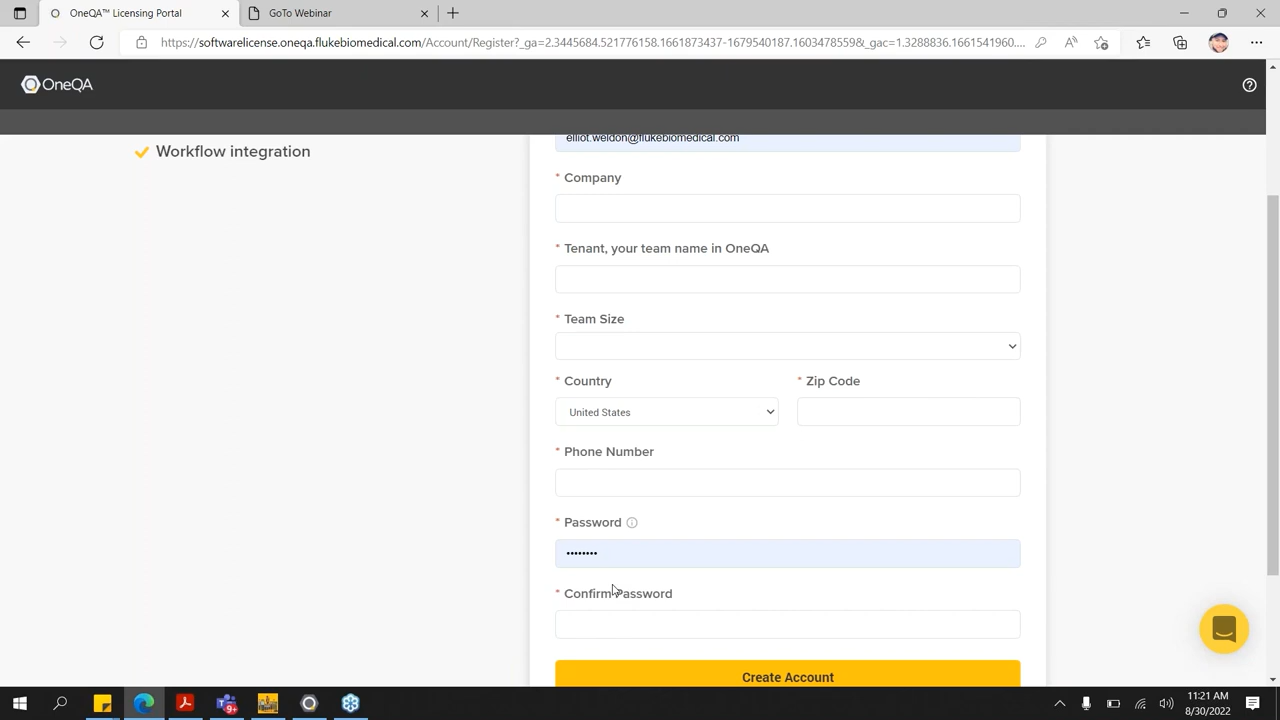 OneQA™ Licensing Portal
GoTo Webinar
https://softwarelicense.oneqa.flukebiomedical.com/Account/Register?_ga=2.3445684.521776158.1661873437-1679540187.1603478559&_gac=1.3288836.1661541960....
OneQA
Workflow integration
elliot.weldon@flukebiomedical.com
* Company
* Tenant, your team name in OneQA
* Team Size
* Country
* Zip Code
United States
* Phone Number
* Password
••••••••
* Confirm Password
Create Account
11:21 AM
8/30/2022